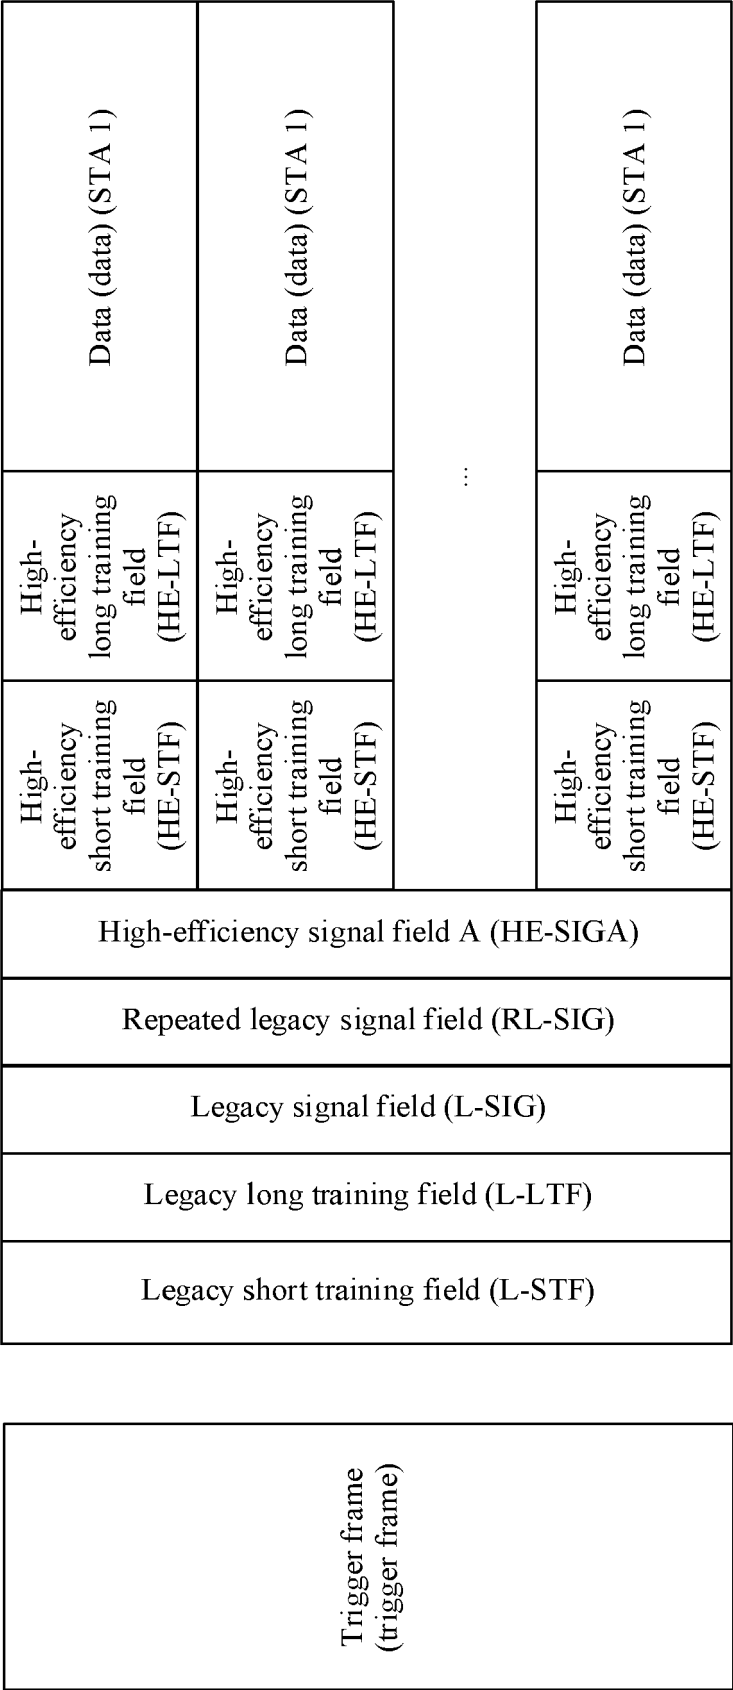 Data (data) (STA 1)
Data (data) (STA 1)
Data (data) (STA 1)
…
High-
efficiency
long training
field
(HE-LTF)
High-
efficiency
long training
field
(HE-LTF)
High-
efficiency
long training
field
(HE-LTF)
High-
efficiency
short training
field
(HE-STF)
High-
efficiency
short training
field
(HE-STF)
High-
efficiency
short training
field
(HE-STF)
High-efficiency signal field A (HE-SIGA)
Repeated legacy signal field (RL-SIG)
Legacy signal field (L-SIG)
Legacy long training field (L-LTF)
Legacy short training field (L-STF)
Trigger frame
(trigger frame)